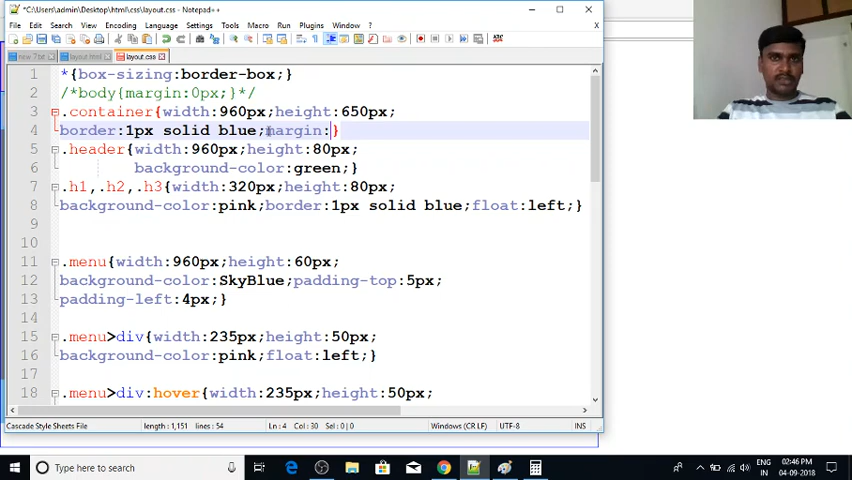 *C:\Users\admin\Desktop\html\css\layout.css - Notepad++
File Edit Search View Encoding Language Settings Tools Macro Run Plugins Window ?
layout.html layout.css
1 *{box-sizing:border-box;}
2 /*body{margin:0px;}*/
3 .container{width:960px;height:650px;
4 border:1px solid blue;margin:}
5 .header{width:960px;height:80px;
6 background-color:green;}
7 .h1,.h2,.h3{width:320px;height:80px;
8 background-color:pink;border:1px solid blue;float:left;}
9
10
11 .menu{width:960px;height:60px;
12 background-color:SkyBlue;padding-top:5px;
13 padding-left:4px;}
14
15 .menu>div{width:235px;height:50px;
16 background-color:pink;float:left;}
17
18 .menu>div:hover{width:235px;height:50px;
Cascade Style Sheets File length : 1,151 lines : 54 Ln : 4 Col : 30 Sel : 0 | 0 Windows (CR LF) UTF-8 INS
Type here to search
ENG 02:46 PM
IN 04-09-2018